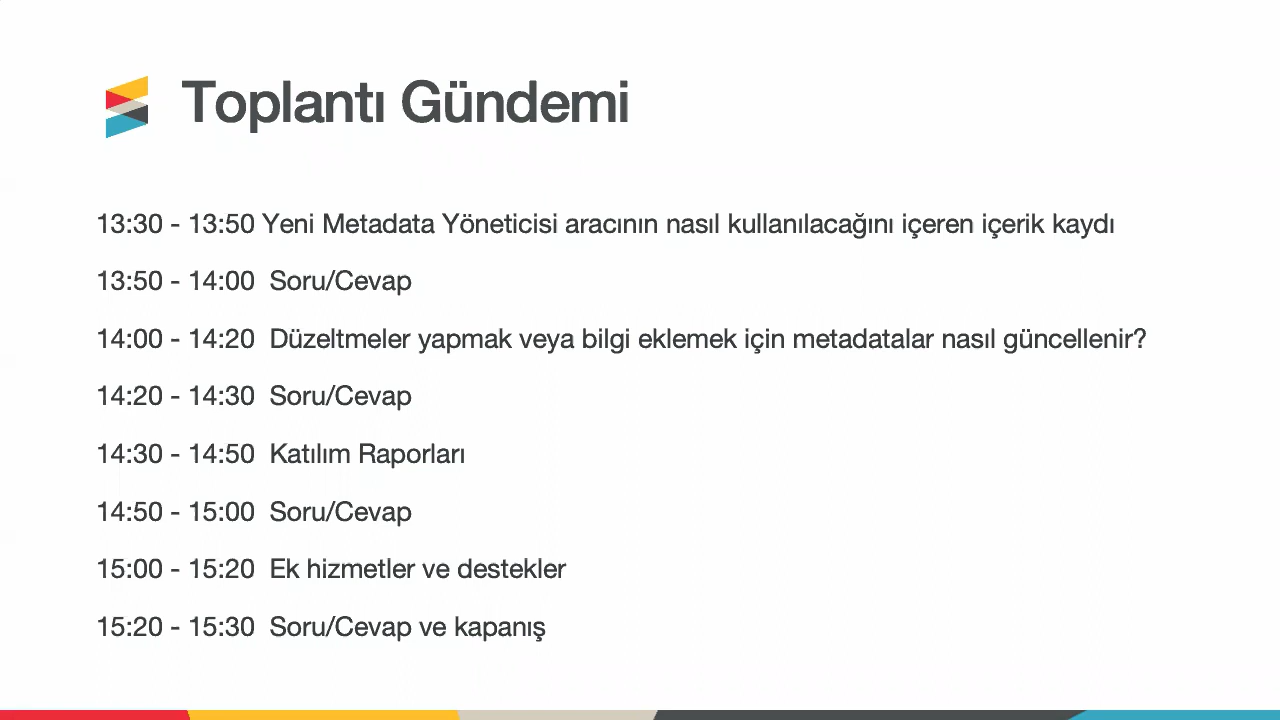 Toplantı Gündemi
13:30 - 13:50 Yeni Metadata Yöneticisi aracının nasıl kullanılacağını içeren içerik kaydı
13:50 - 14:00 Soru/Cevap
14:00 - 14:20 Düzeltmeler yapmak veya bilgi eklemek için metadatalar nasıl güncellenir?
14:20 - 14:30 Soru/Cevap
14:30 - 14:50 Katılım Raporları
14:50 - 15:00 Soru/Cevap
15:00 - 15:20 Ek hizmetler ve destekler
15:20 - 15:30 Soru/Cevap ve kapanış